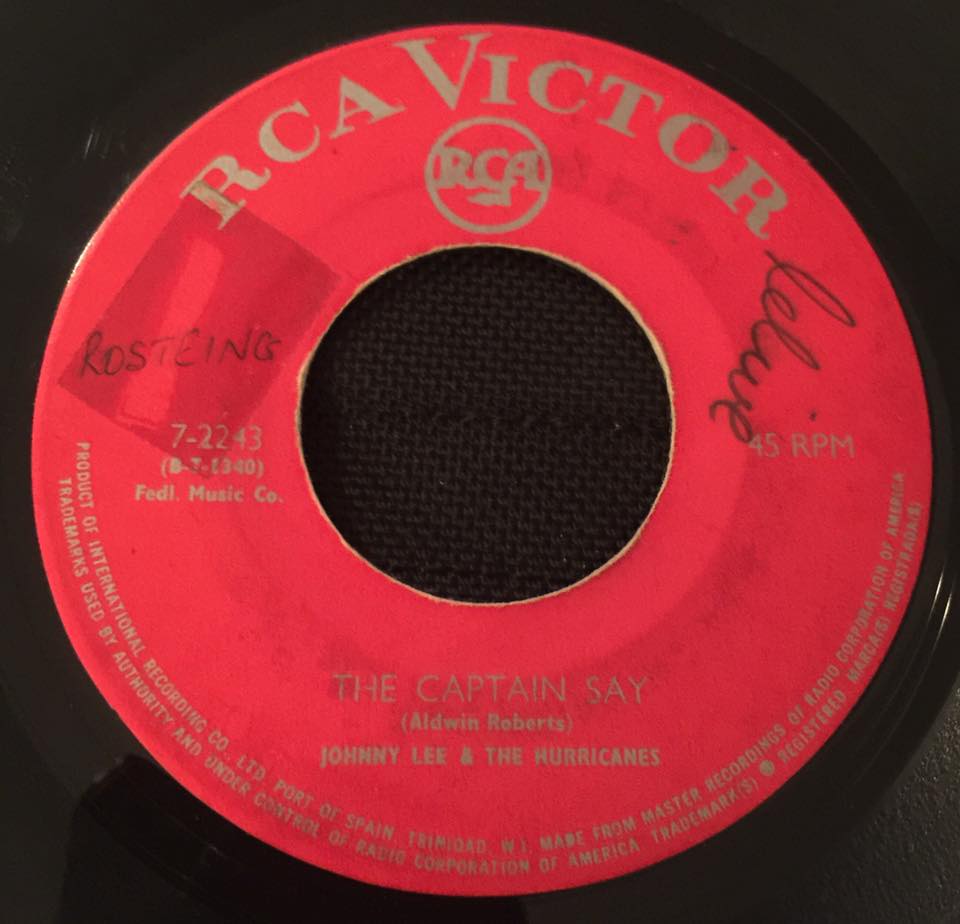 RCA VICTOR
RCA
ROSTEING
7-2243
Fedl. Music Co.
45 RPM
THE CAPTAIN SAY
(Aldwin Roberts)
JOHNNY LEE & THE HURRICANES
PRODUCT OF INTERNATIONAL RECORDING CO., LTD. PORT OF SPAIN, TRINIDAD, W.I. MADE FROM MASTER RECORDINGS OF RADIO CORPORATION OF AMERICA
TRADEMARKS USED BY AUTHORITY AND UNDER CONTROL OF RADIO CORPORATION OF AMERICA TRADEMARK(S) ® REGISTERED MARCA(S) REGISTRADA(S)